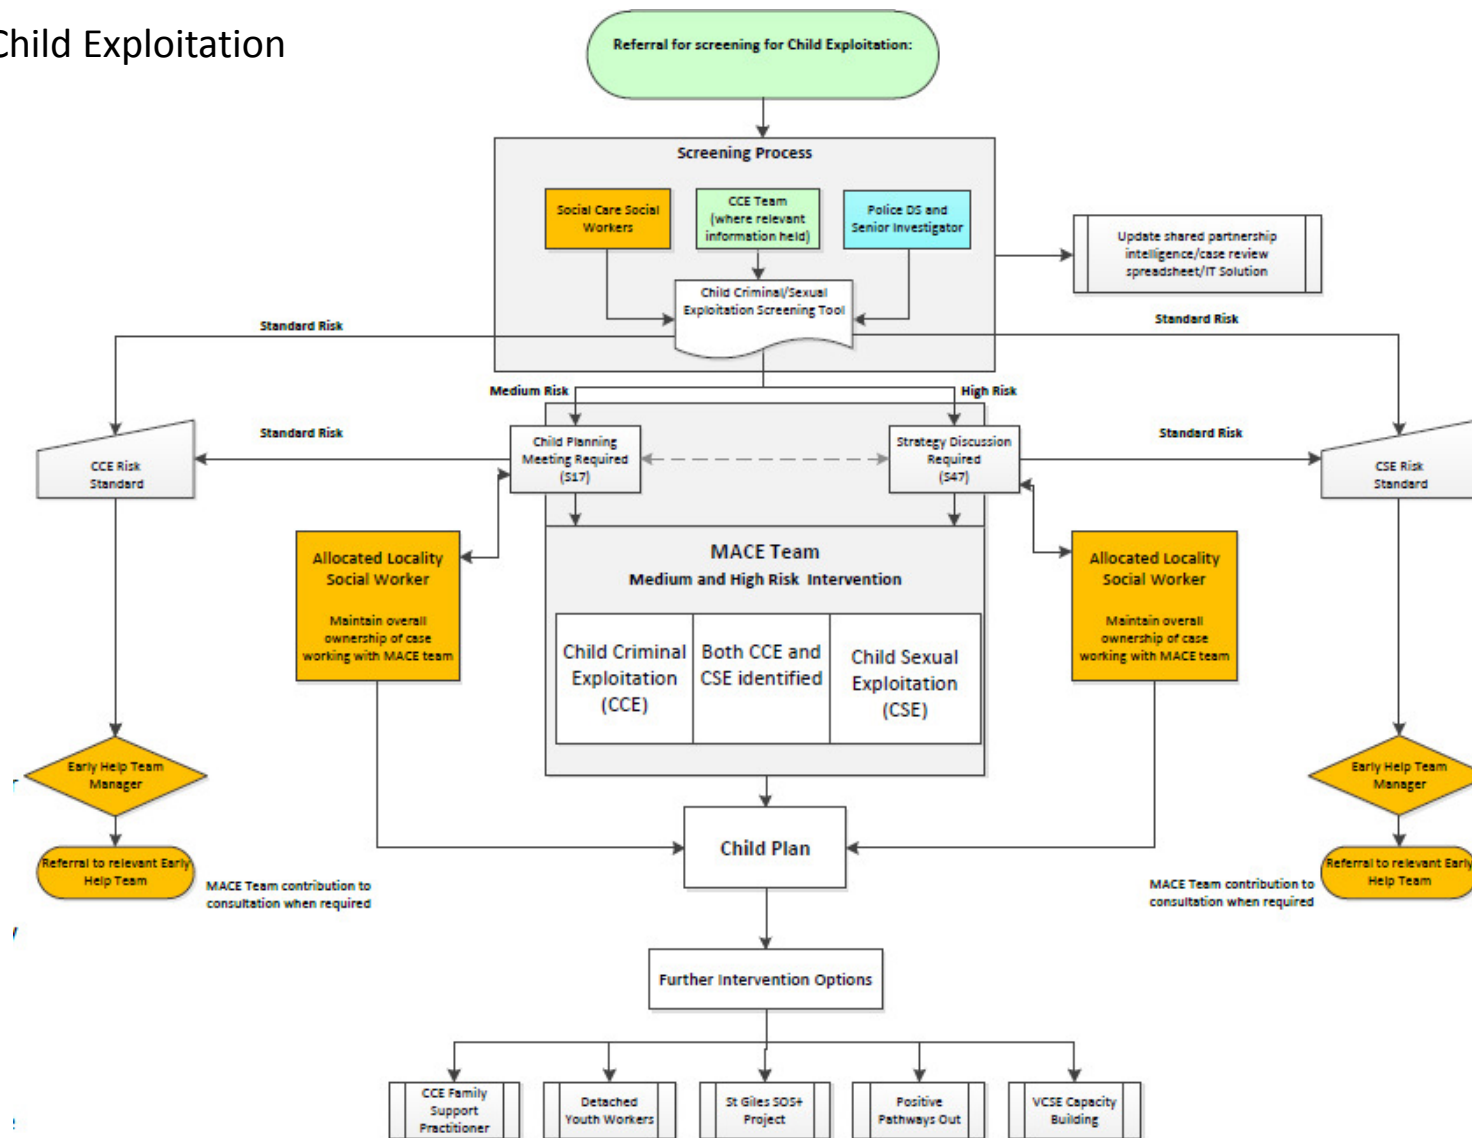 Child Exploitation
Referral for screening for Child Exploitation:
Screening Process
Social Care Social
Workers
CCE Team
(where relevant
information held)
Police DS and
Senior Investigator
Update shared partnership
intelligence/case review
spreadsheet/IT Solution
Child Criminal/Sexual
Exploitation Screening Tool
Standard Risk
Standard Risk
Medium Risk
High Risk
CCE Risk
Standard
Standard Risk
Child Planning
Meeting Required
(S17)
Strategy Discussion
Required
(S47)
Standard Risk
CSE Risk
Standard
Allocated Locality
Social Worker
Maintain overall
ownership of case
working with MACE team
MACE Team
Medium and High Risk Intervention
Child Criminal
Exploitation
(CCE)
Both CCE and
CSE identified
Child Sexual
Exploitation
(CSE)
Allocated Locality
Social Worker
Maintain overall
ownership of case
working with MACE team
Early Help Team
Manager
Early Help Team
Manager
Child Plan
Referral to relevant Early
Help Team
MACE Team contribution to
consultation when required
MACE Team contribution to
consultation when required
Referral to relevant Early
Help Team
Further Intervention Options
CCE Family
Support
Practitioner
Detached
Youth Workers
St Giles SOS+
Project
Positive
Pathways Out
VCSE Capacity
Building